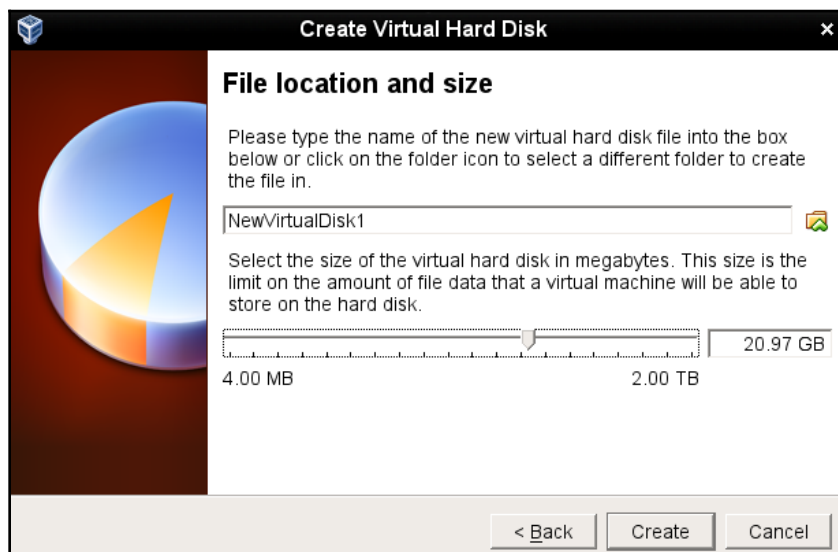 Create Virtual Hard Disk
File location and size
Please type the name of the new virtual hard disk file into the box
below or click on the folder icon to select a different folder to create
the file in.
NewVirtualDisk1
Select the size of the virtual hard disk in megabytes. This size is the
limit on the amount of file data that a virtual machine will be able to
store on the hard disk.
20.97 GB
4.00 MB 2.00 TB
< Back Create Cancel